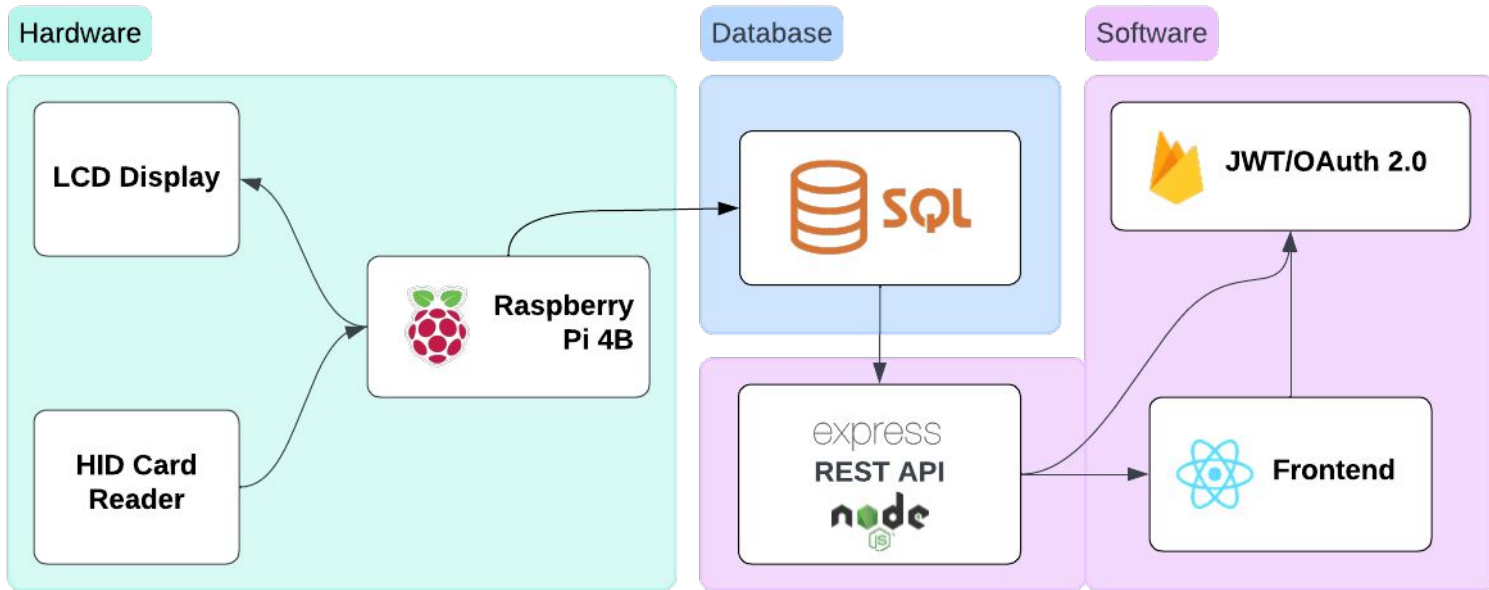 Hardware
Database
Software
LCD Display
SQL
JWT/OAuth 2.0
Raspberry
Pi 4B
HID Card
Reader
express
REST API
node
JS
Frontend